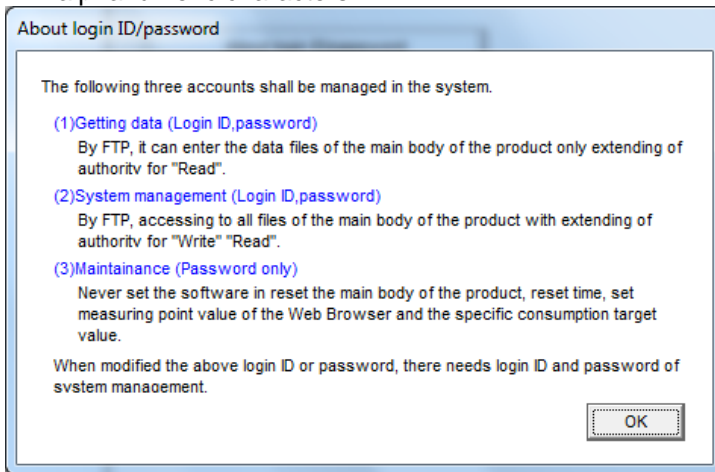 About login ID/password
The following three accounts shall be managed in the system.
(1)Getting data (Login ID,password)
By FTP, it can enter the data files of the main body of the product only extending of
authority for "Read".
(2)System management (Login ID,password)
By FTP, accessing to all files of the main body of the product with extending of
authority for "Write" "Read".
(3)Maintainance (Password only)
Never set the software in reset the main body of the product, reset time, set
measuring point value of the Web Browser and the specific consumption target
value.
When modified the above login ID or password, there needs login ID and password of
system management.
OK